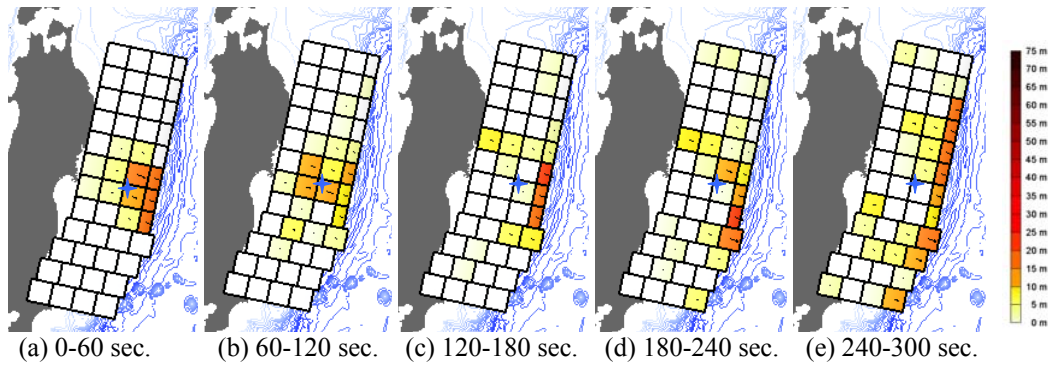 75 m
70 m
65 m
60 m
55 m
50 m
45 m
40 m
35 m
30 m
25 m
20 m
15 m
10 m
5 m
0 m
(a) 0-60 sec.
(b) 60-120 sec.
(c) 120-180 sec.
(d) 180-240 sec.
(e) 240-300 sec.